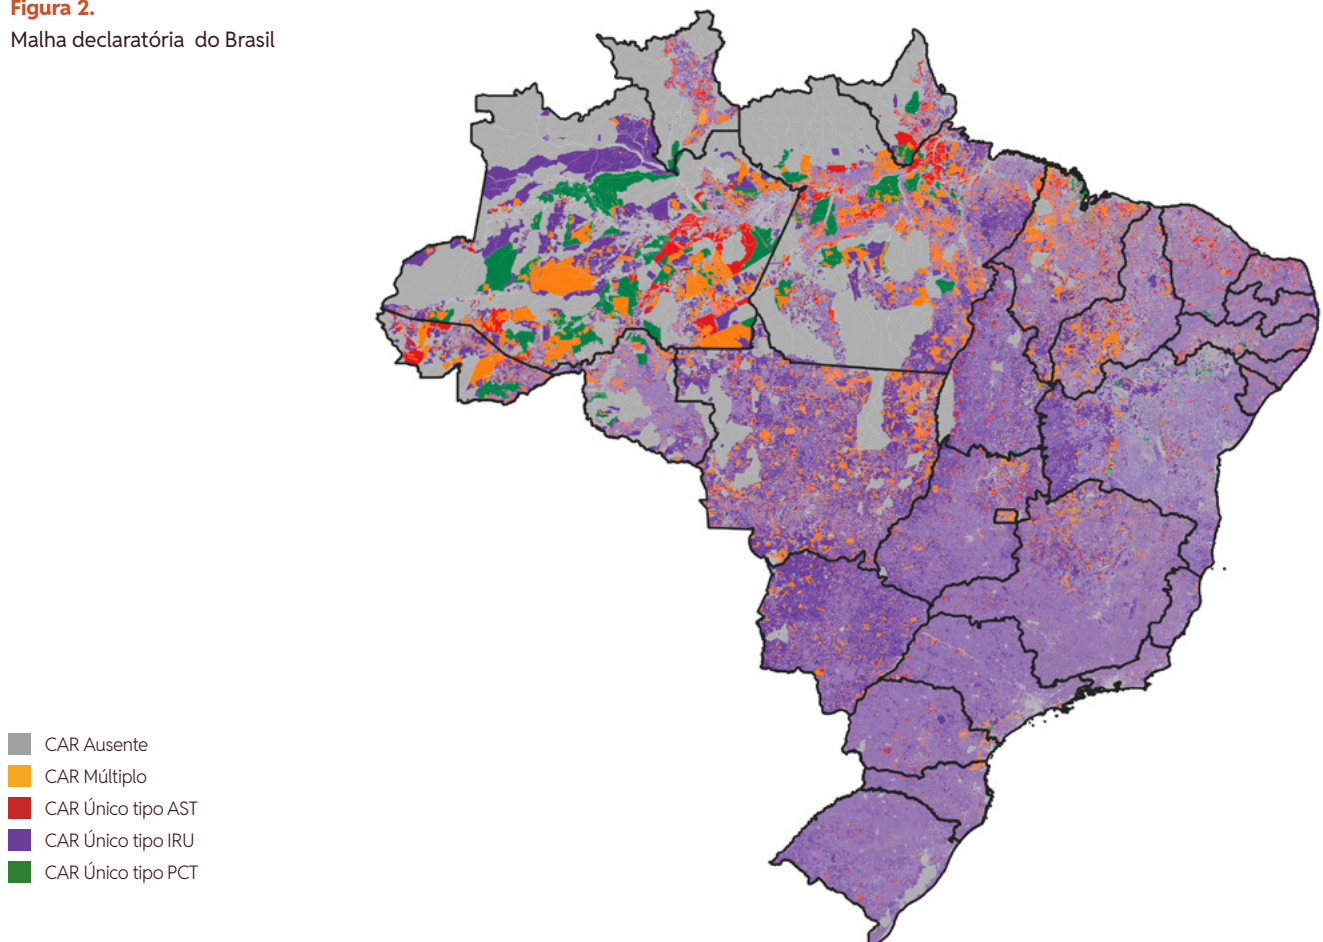 Figura 2.
Malha declaratória do Brasil
CAR Ausente
CAR Múltiplo
CAR Único tipo AST
CAR Único tipo IRU
CAR Único tipo PCT